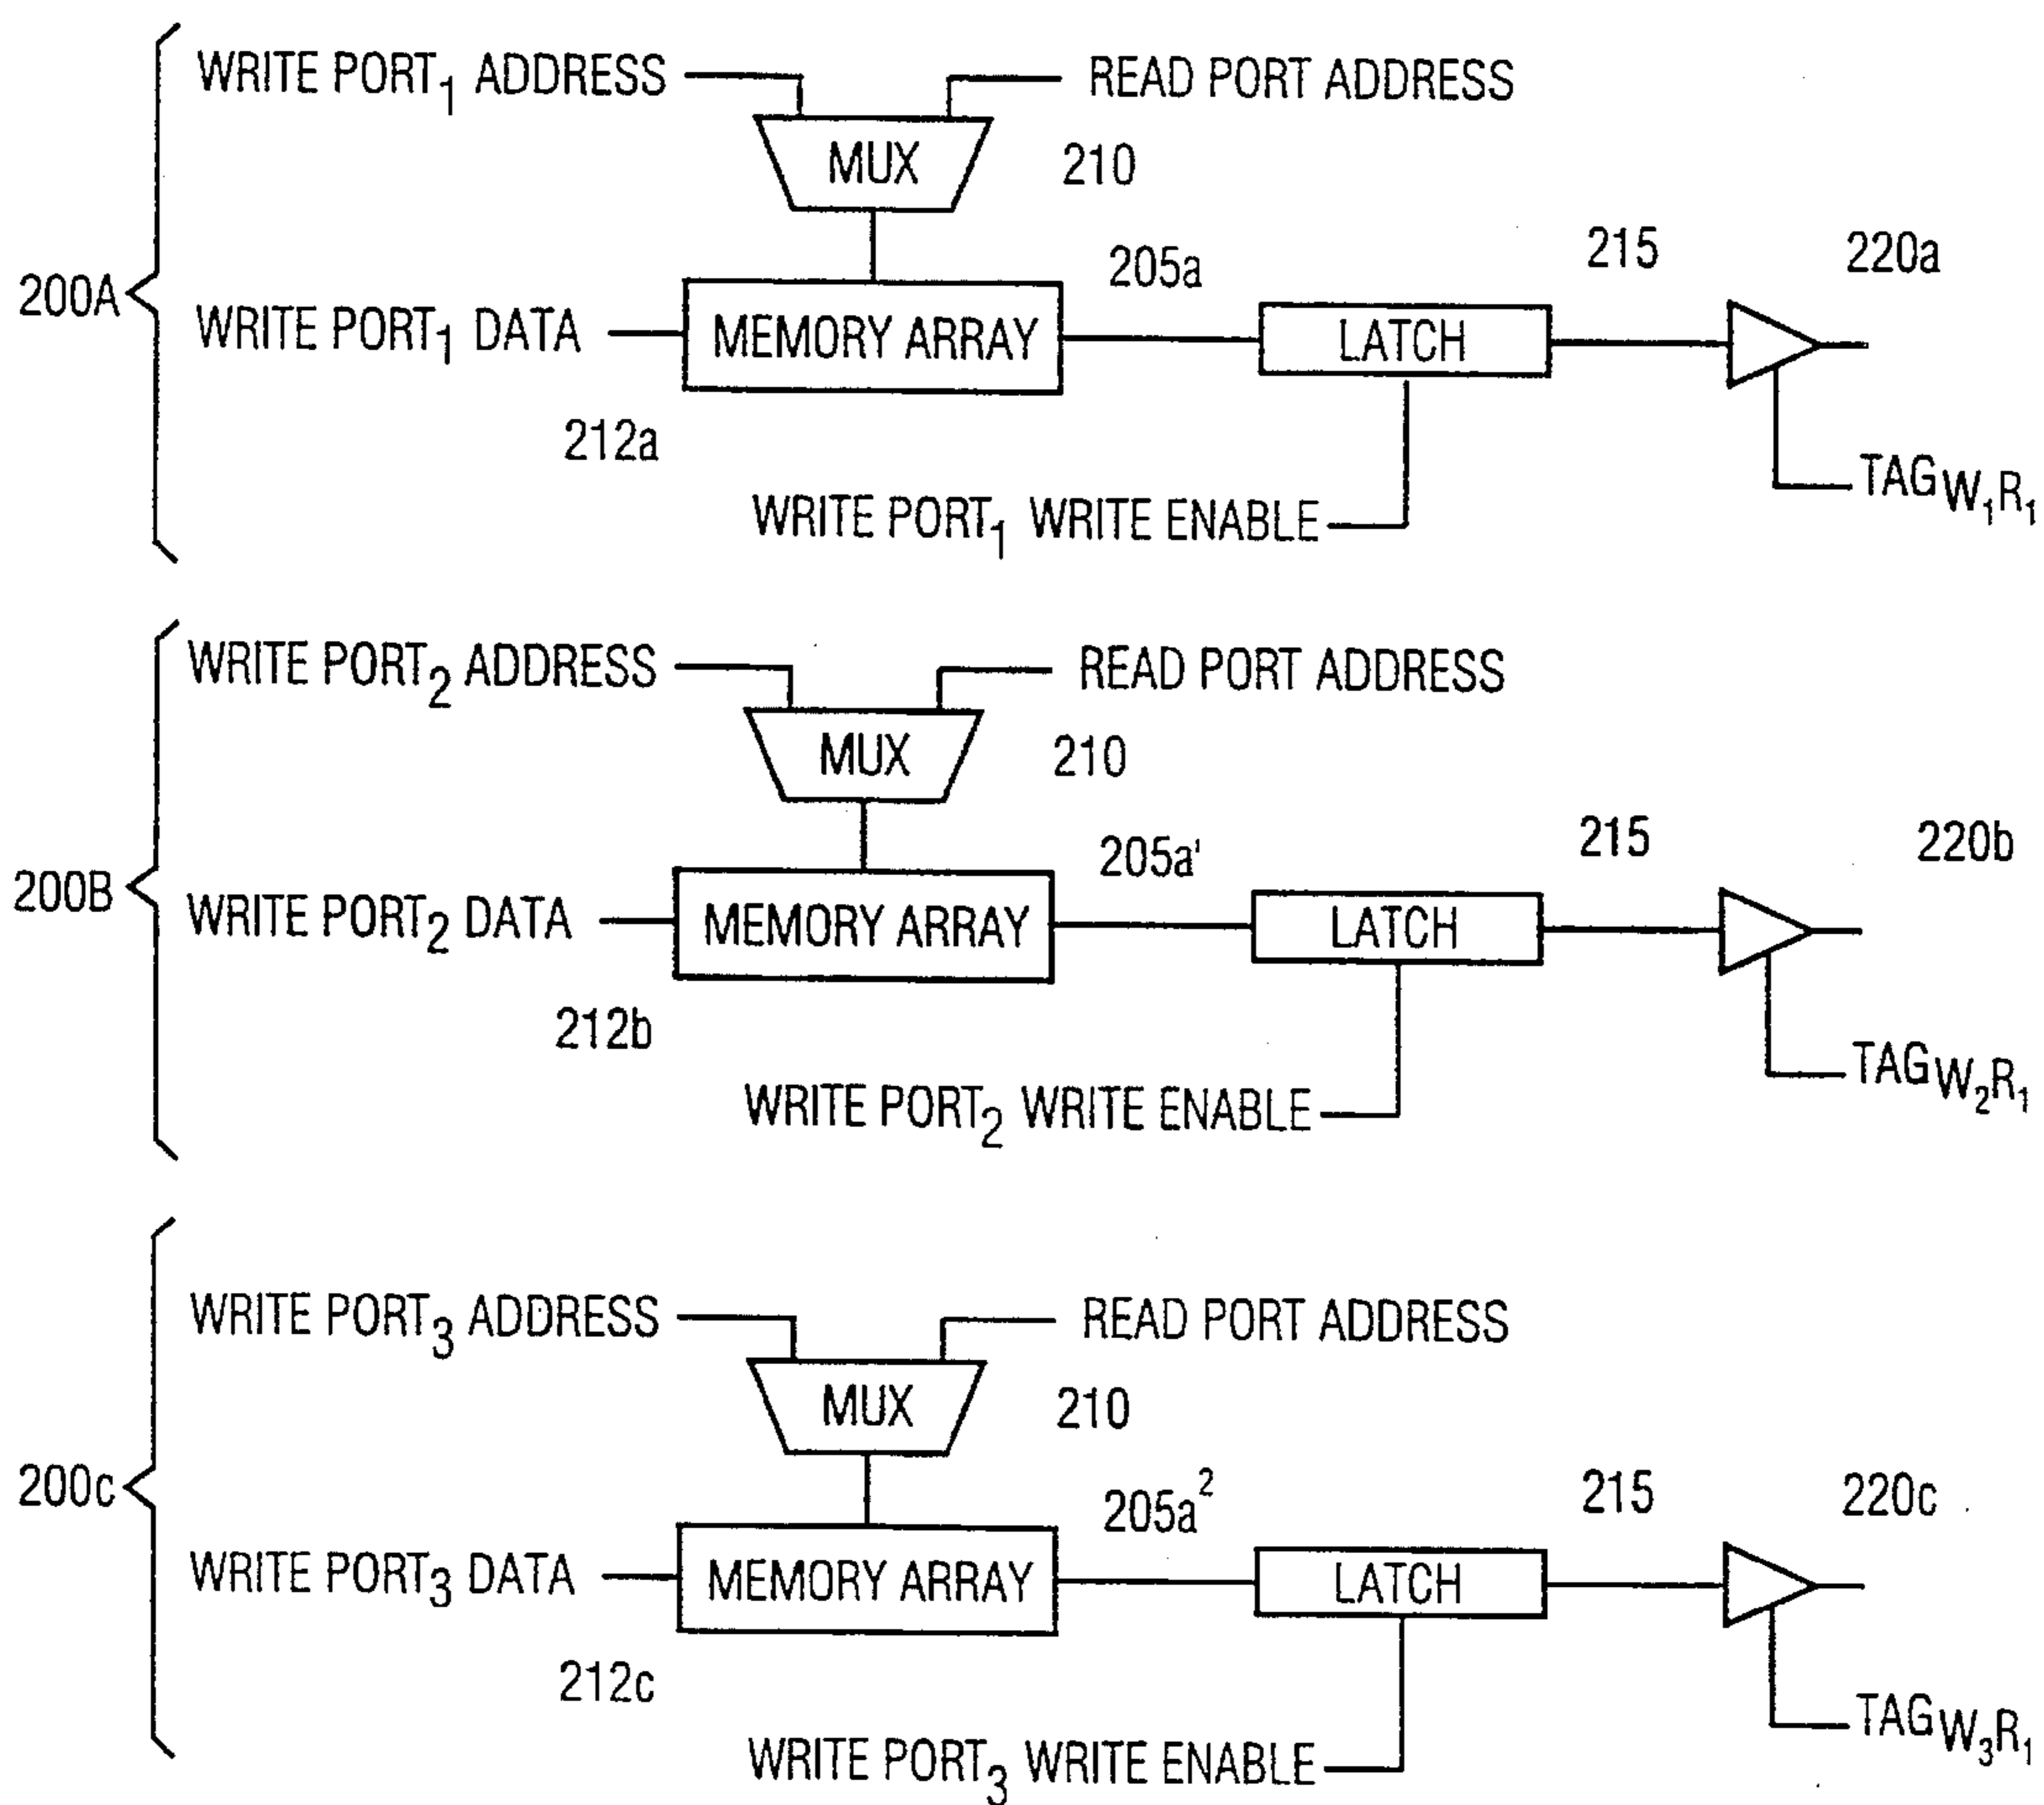 WRITE PORT1 ADDRESS READ PORT ADDRESS
MUX 210
205a 215 220a
200A WRITE PORT1 DATA MEMORY ARRAY LATCH
212a
TAGW1R1
WRITE PORT1 WRITE ENABLE
WRITE PORT2 ADDRESS READ PORT ADDRESS
MUX 210
205a' 215 220b
200B WRITE PORT2 DATA MEMORY ARRAY LATCH
212b
TAGW2R1
WRITE PORT2 WRITE ENABLE
WRITE PORT3 ADDRESS READ PORT ADDRESS
MUX 210
200c 205a2 215 220c
WRITE PORT3 DATA MEMORY ARRAY LATCH
212c
TAGW3R1
WRITE PORT3 WRITE ENABLE